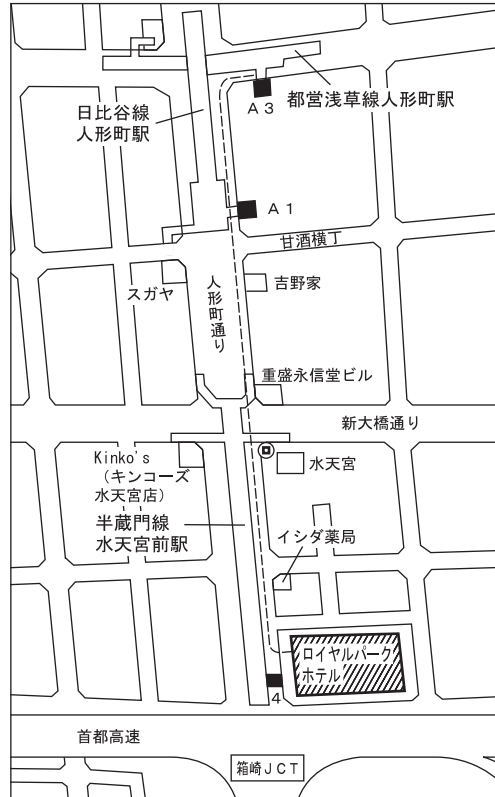 日比谷線
人形町駅
都営浅草線人形町駅
A3
A1
甘酒横丁
スガヤ
人形町通り
吉野家
重盛永信堂ビル
新大橋通り
Kinko's
（キンコーズ
水天宮店）
水天宮
半蔵門線
水天宮前駅
イシダ薬局
ロイヤルパーク
ホテル
4
首都高速
箱崎JCT